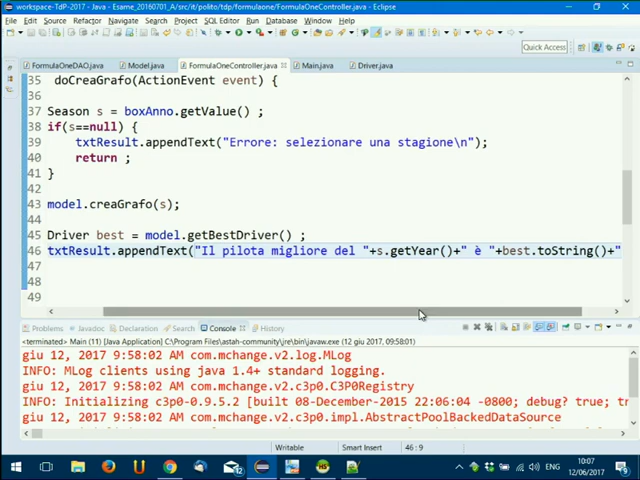 workspace-TdP-2017 - Java - Esame_20160701_A/src/it/polito/tdp/formulaone/FormulaOneController.java - Eclipse
File Edit Source Refactor Navigate Search Project SQL Editor Run Database Window Help
Quick Access
FormulaOneDAO.java Model.java FormulaOneController.java Main.java Driver.java
35 doCreaGrafo(ActionEvent event) {
36
37 Season s = boxAnno.getValue() ;
38 if(s==null) {
39 txtResult.appendText("Errore: selezionare una stagione\n");
40 return ;
41 }
42
43 model.creaGrafo(s);
44
45 Driver best = model.getBestDriver() ;
46 txtResult.appendText("Il pilota migliore del "+s.getYear()+" è "+best.toString()+"
47
48
49
Problems Javadoc Declaration Search Console History
<terminated> Main (11) [Java Application] C:\Program Files\astah-community\jre\bin\javaw.exe (12 giu 2017, 09:58:01)
giu 12, 2017 9:58:02 AM com.mchange.v2.log.MLog
INFO: MLog clients using java 1.4+ standard logging.
giu 12, 2017 9:58:02 AM com.mchange.v2.c3p0.C3P0Registry
INFO: Initializing c3p0-0.9.5.2 [built 08-December-2015 22:06:04 -0800; debug? true; tr
giu 12, 2017 9:58:02 AM com.mchange.v2.c3p0.impl.AbstractPoolBackedDataSource
Writable Smart Insert 46 : 9
ENG 10:07
12/06/2017